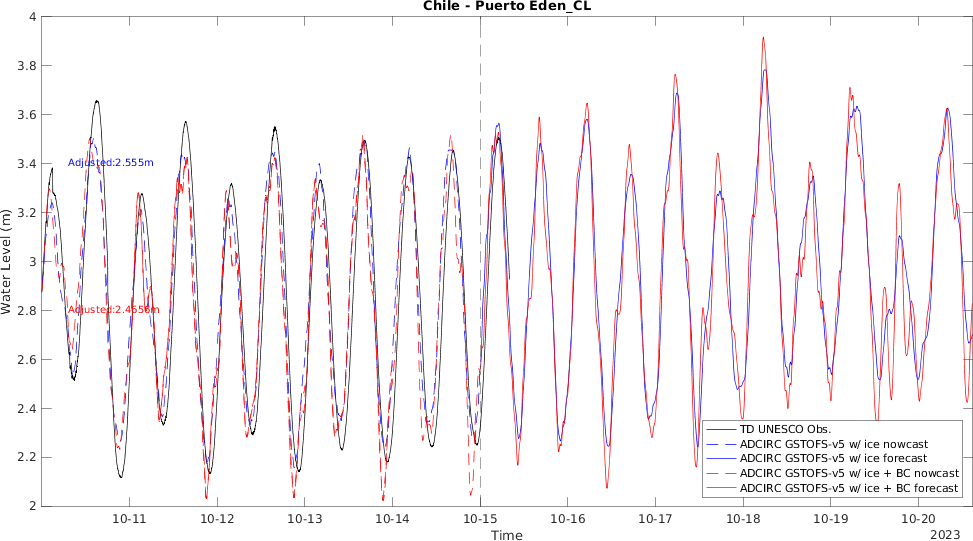 Chile - Puerto Eden_CL
4
3.8
3.6
3.4
3.2
3
2.8
2.6
2.4
2.2
2
Water Level (m)
Adjusted:2.555m
Adjusted:2.4556m
TD UNESCO Obs.
ADCIRC GSTOFS-v5 w/ ice nowcast
ADCIRC GSTOFS-v5 w/ ice forecast
ADCIRC GSTOFS-v5 w/ ice + BC nowcast
ADCIRC GSTOFS-v5 w/ ice + BC forecast
10-11 10-12 10-13 10-14 10-15 10-16 10-17 10-18 10-19 10-20
Time
2023